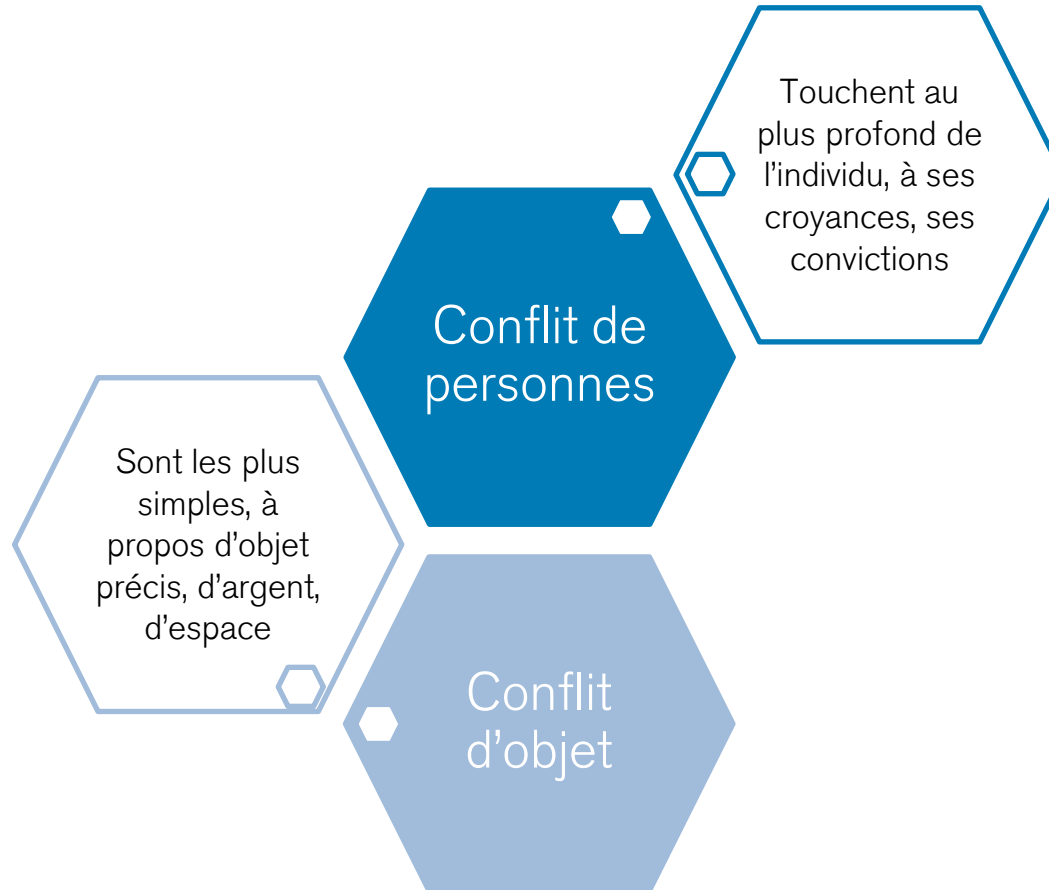 Touchent au
plus profond de
l'individu, à ses
croyances, ses
convictions
Conflit de
personnes
Sont les plus
simples, à
propos d'objet
précis, d'argent,
d'espace
Conflit
d'objet